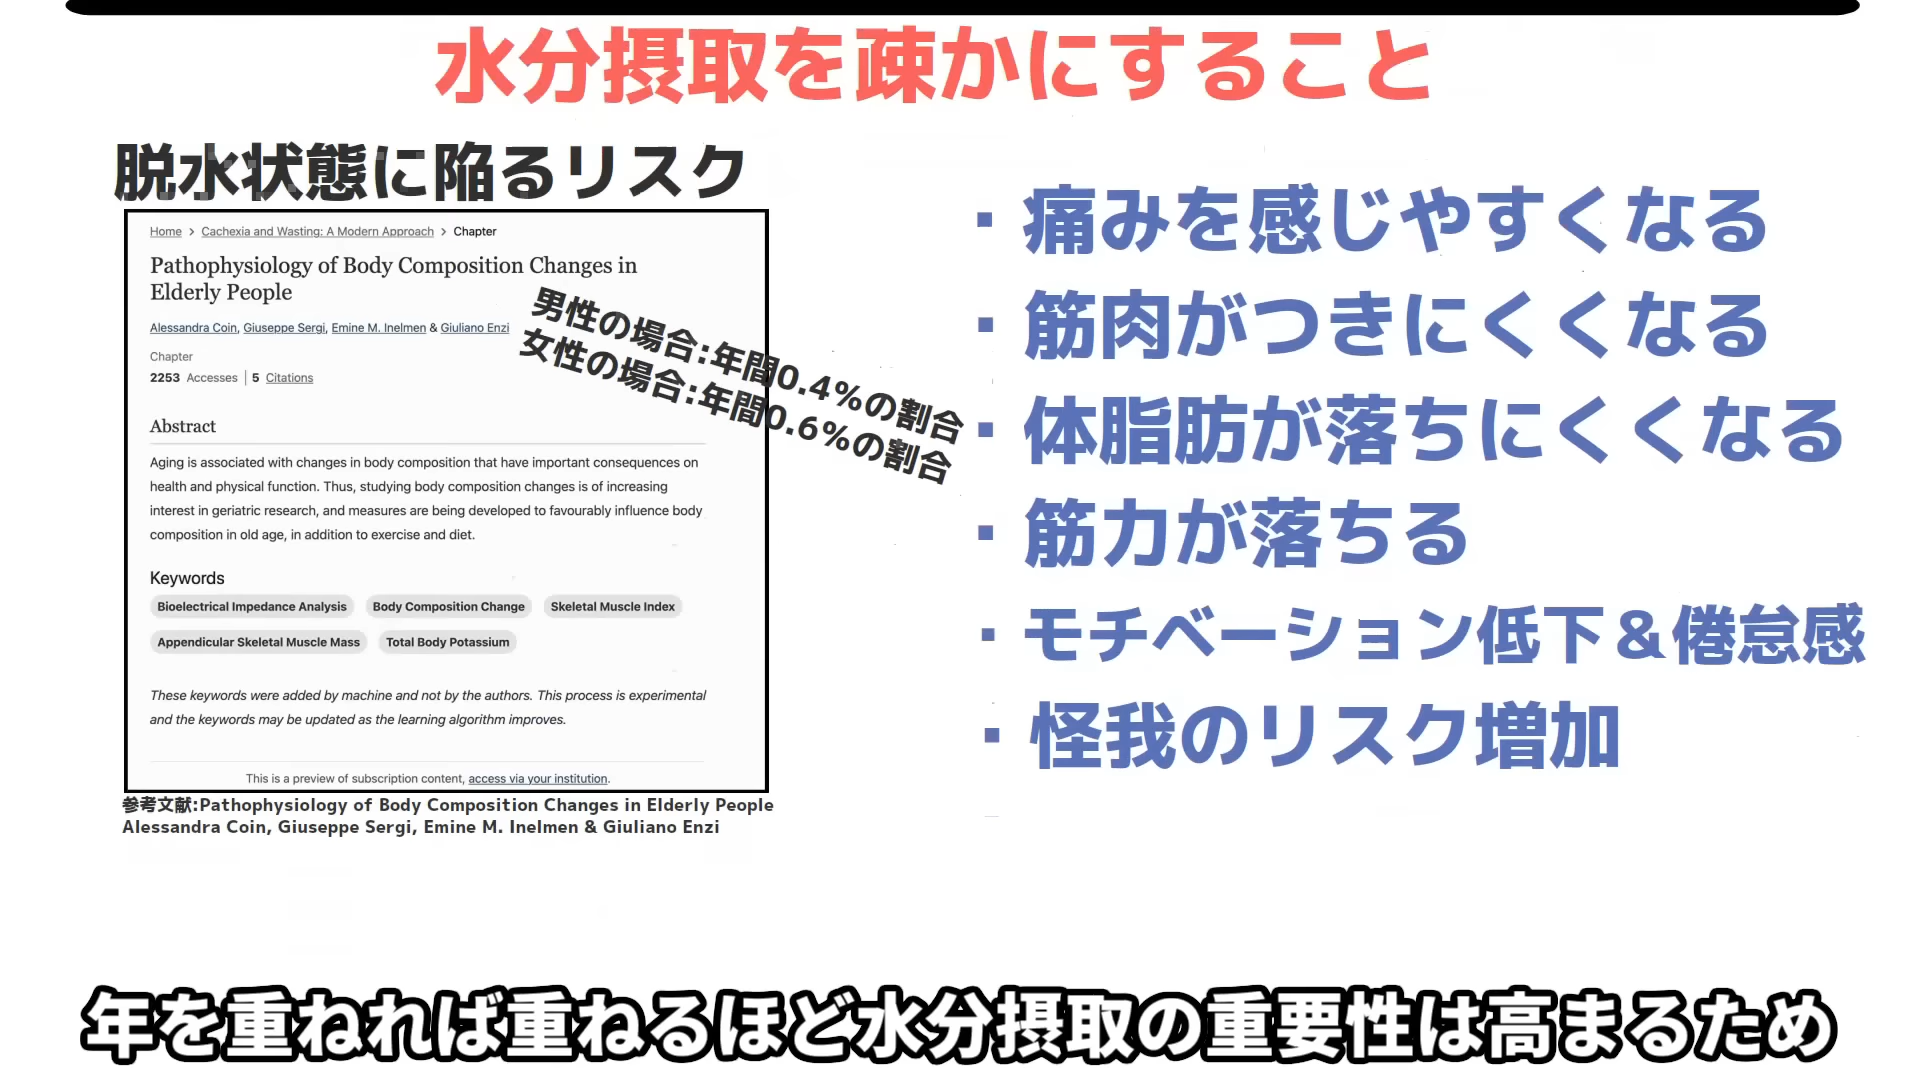 水分摂取を疎かにすること
脱水状態に陥るリスク
Home > Cachexia and Wasting: A Modern Approach > Chapter
Pathophysiology of Body Composition Changes in
Elderly People
Alessandra Coin, Giuseppe Sergi, Emine M. Inelmen & Giuliano Enzi
Chapter
2253 Accesses | 5 Citations
Abstract
Aging is associated with changes in body composition that have important consequences on
health and physical function. Thus, studying body composition changes is of increasing
interest in geriatric research, and measures are being developed to favourably influence body
composition in old age, in addition to exercise and diet.
Keywords
Bioelectrical Impedance Analysis Body Composition Change Skeletal Muscle Index
Appendicular Skeletal Muscle Mass Total Body Potassium
These keywords were added by machine and not by the authors. This process is experimental
and the keywords may be updated as the learning algorithm improves.
This is a preview of subscription content, access via your institution.
参考文献:Pathophysiology of Body Composition Changes in Elderly People
Alessandra Coin, Giuseppe Sergi, Emine M. Inelmen & Giuliano Enzi
男性の場合:年間0.4%の割合
女性の場合:年間0.6%の割合
・痛みを感じやすくなる
・筋肉がつきにくくなる
・体脂肪が落ちにくくなる
・筋力が落ちる
・モチベーション低下＆倦怠感
・怪我のリスク増加
年を重ねれば重ねるほど水分摂取の重要性は高まるため